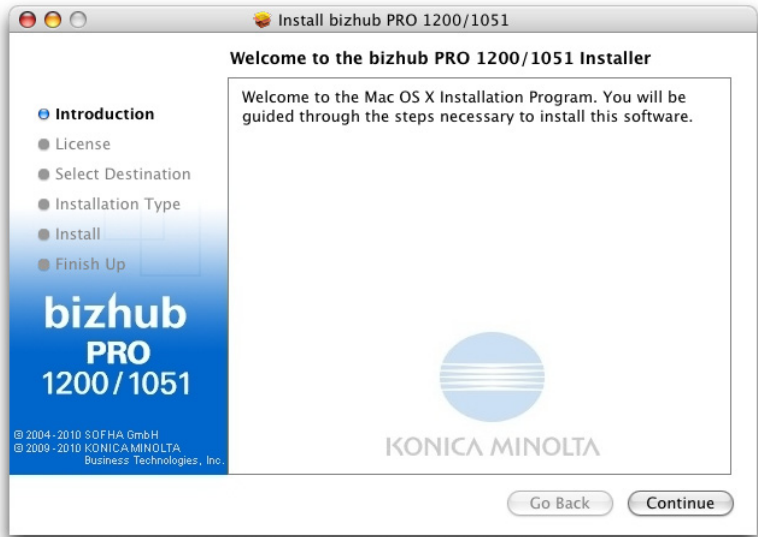 Install bizhub PRO 1200/1051
Welcome to the bizhub PRO 1200/1051 Installer
Introduction
License
Select Destination
Installation Type
Install
Finish Up
bizhub
PRO
1200/1051
© 2004-2010 SOFHA GmbH
© 2009-2010 KONICA MINOLTA
Business Technologies, Inc.
Welcome to the Mac OS X Installation Program. You will be
guided through the steps necessary to install this software.
KONICA MINOLTA
Go Back
Continue